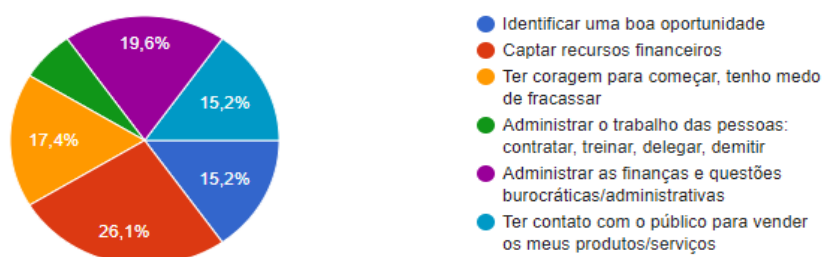 19,6%
15,2%
17,4%
15,2%
26,1%
Identificar uma boa oportunidade
Captar recursos financeiros
Ter coragem para começar, tenho medo
de fracassar
Administrar o trabalho das pessoas:
contratar, treinar, delegar, demitir
Administrar as finanças e questões
burocráticas/administrativas
Ter contato com o público para vender
os meus produtos/serviços